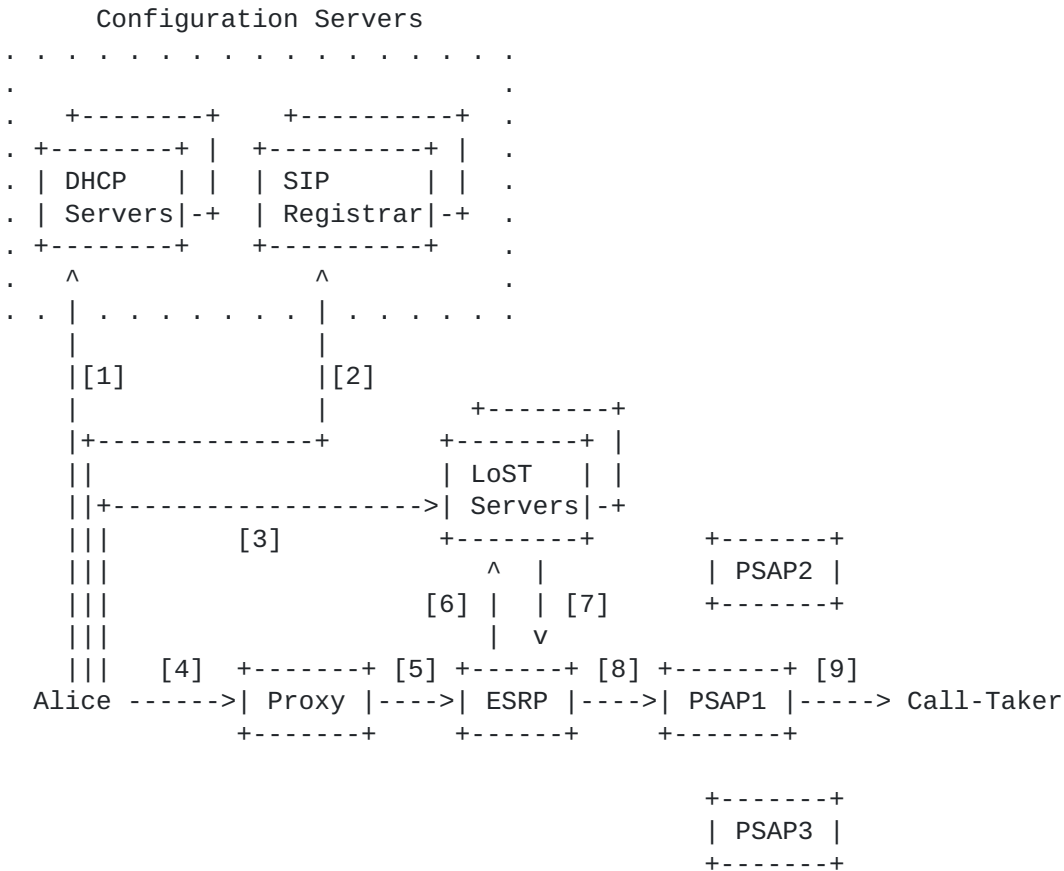 Configuration Servers
. . . . . . . . . . . . . . . . .
.                               .
.   +--------+    +----------+  .
. +--------+ |  +----------+ |  .
. | DHCP   | |  | SIP      | |  .
. | Servers|-+  | Registrar|-+  .
. +--------+    +----------+    .
.   ^               ^           .
. . | . . . . . . . | . . . . . .
    |               |
    |[1]            |[2]
    |               |         +--------+
    |+--------------+       +--------+ |
    ||                      | LoST   | |
    ||+-------------------->| Servers|-+
    |||        [3]          +--------+       +-------+
    |||                        ^  |          | PSAP2 |
    |||                    [6] |  | [7]      +-------+
    |||                        |  v
    |||   [4]  +-------+ [5] +------+ [8] +-------+ [9]
  Alice ------>| Proxy |---->| ESRP |---->| PSAP1 |-----> Call-Taker
               +-------+     +------+     +-------+
                                             +-------+
                                             | PSAP3 |
                                             +-------+